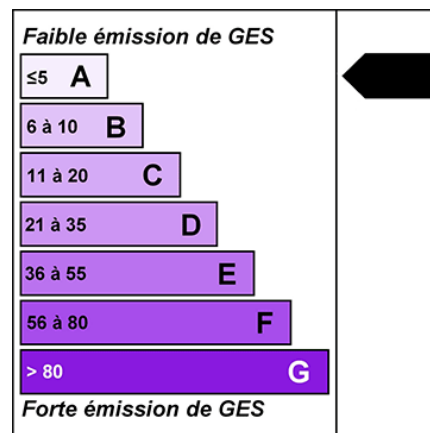 Faible émission de GES
≤5 A
6 à 10 B
11 à 20 C
21 à 35 D
36 à 55 E
56 à 80 F
> 80 G
Forte émission de GES